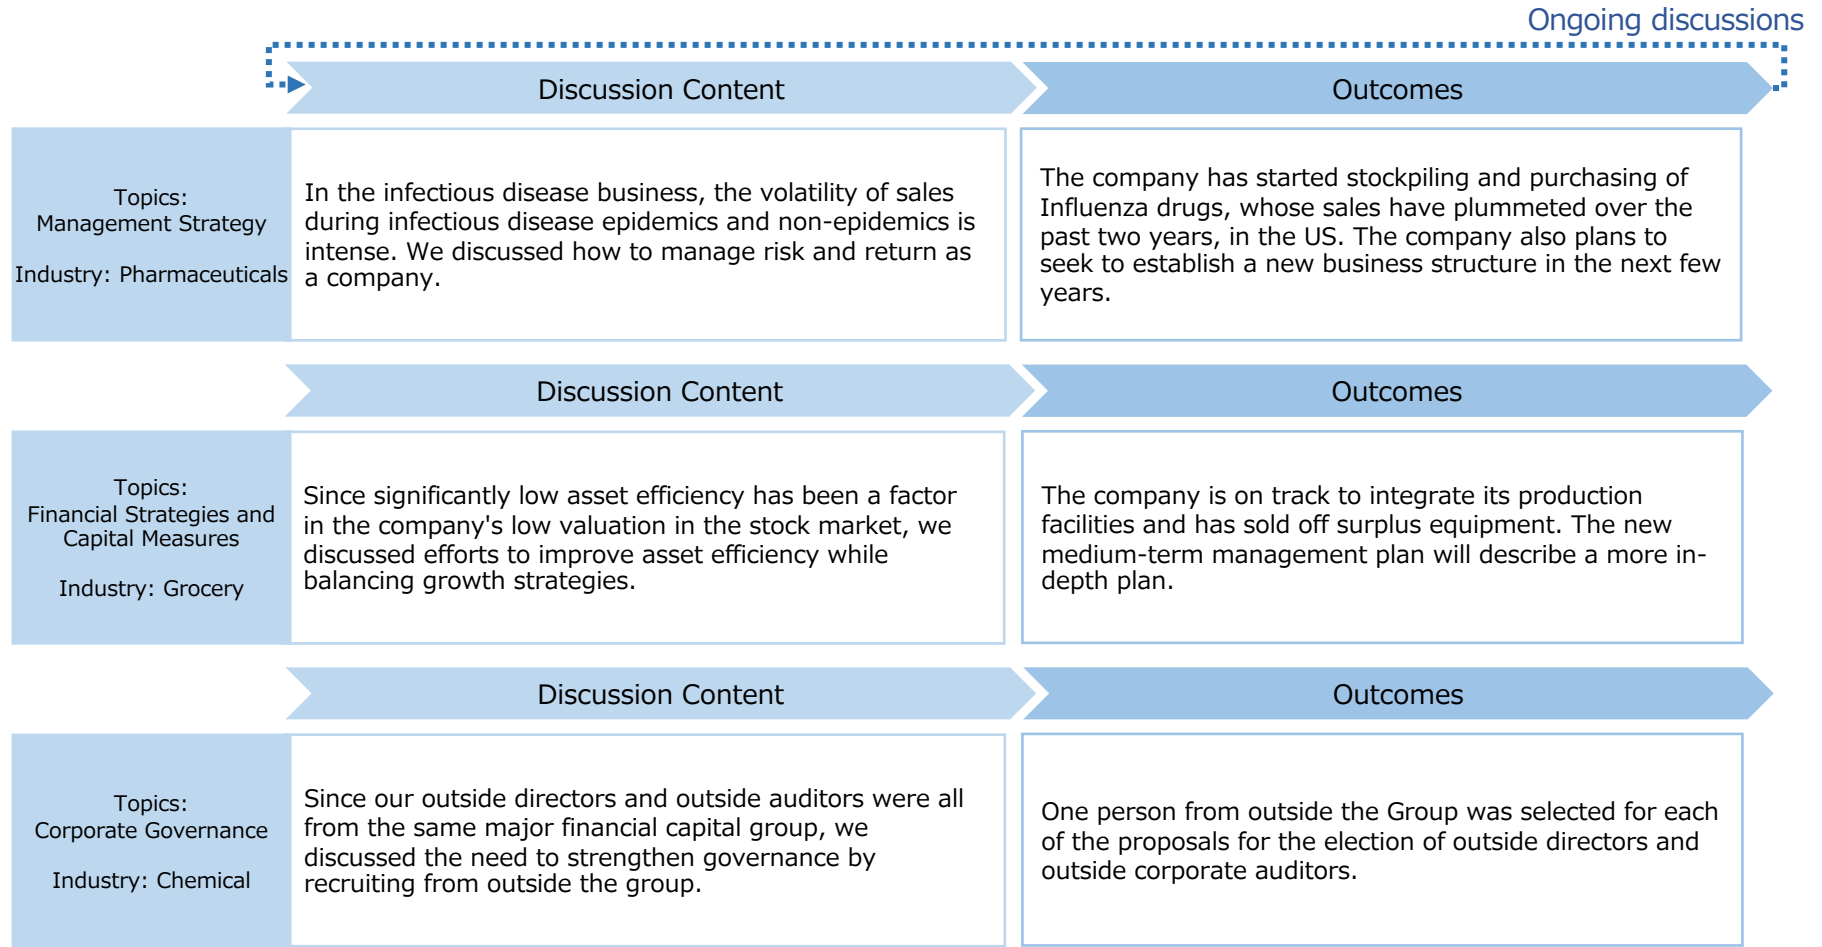 Ongoing discussions
Discussion Content
Outcomes
Topics:
Management Strategy
Industry: Pharmaceuticals
In the infectious disease business, the volatility of sales
during infectious disease epidemics and non-epidemics is
intense. We discussed how to manage risk and return as
a company.
The company has started stockpiling and purchasing of
Influenza drugs, whose sales have plummeted over the
past two years, in the US. The company also plans to
seek to establish a new business structure in the next few
years.
Discussion Content
Outcomes
Topics:
Financial Strategies and
Capital Measures
Industry: Grocery
Since significantly low asset efficiency has been a factor
in the company's low valuation in the stock market, we
discussed efforts to improve asset efficiency while
balancing growth strategies.
The company is on track to integrate its production
facilities and has sold off surplus equipment. The new
medium-term management plan will describe a more in-
depth plan.
Discussion Content
Outcomes
Topics:
Corporate Governance
Industry: Chemical
Since our outside directors and outside auditors were all
from the same major financial capital group, we
discussed the need to strengthen governance by
recruiting from outside the group.
One person from outside the Group was selected for each
of the proposals for the election of outside directors and
outside corporate auditors.